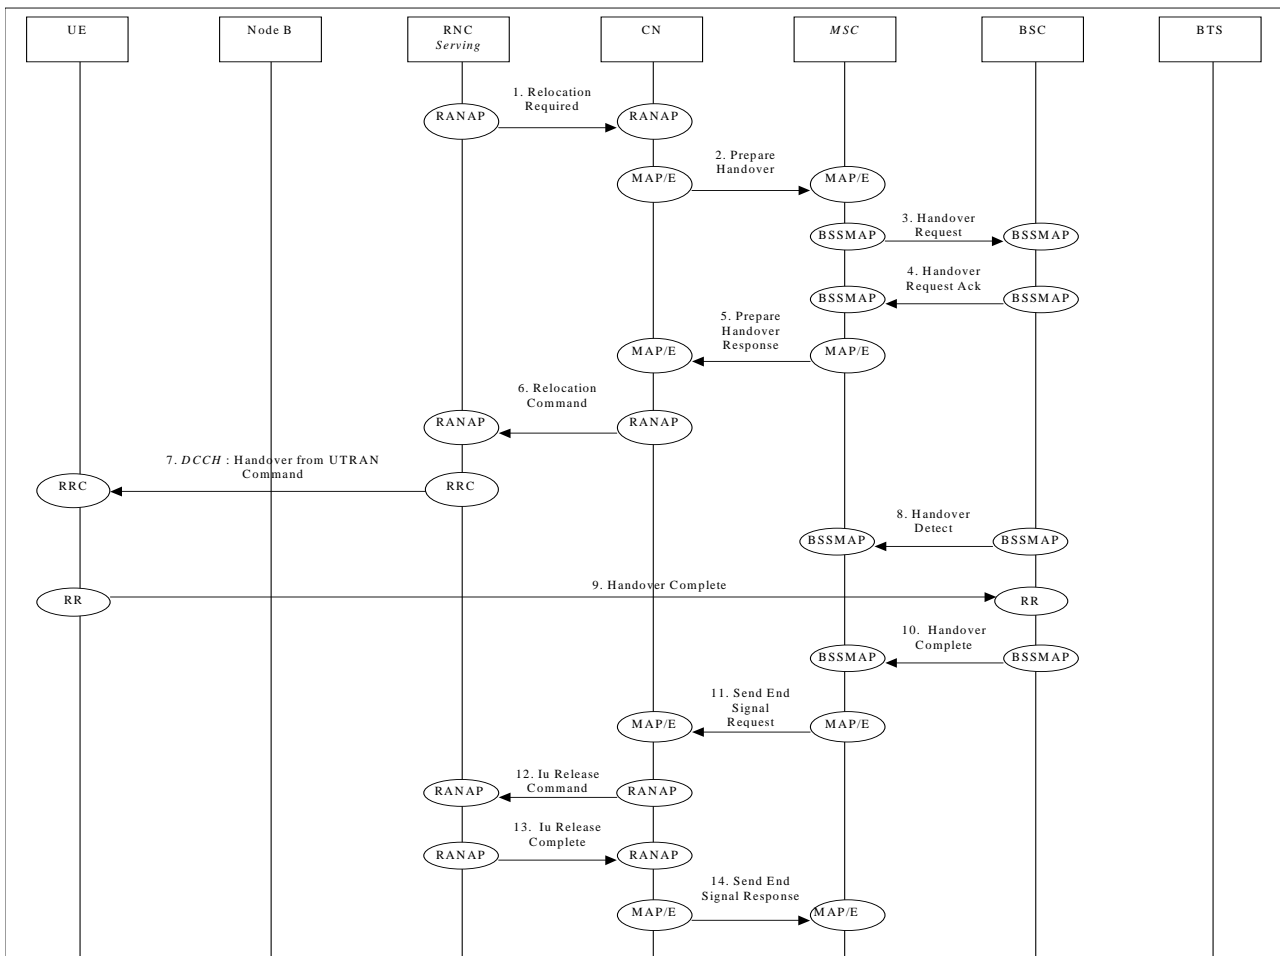 UE
Node B
RNC
Serving
CN
MSC
BSC
BTS
1. Relocation
Required
RANAP
RANAP
2. Prepare
Handover
MAP/E
MAP/E
3. Handover
Request
BSSMAP
BSSMAP
4. Handover
Request Ack
BSSMAP
BSSMAP
5. Prepare
Handover
Response
MAP/E
MAP/E
6. Relocation
Command
RANAP
RANAP
7. DCCH : Handover from UTRAN
Command
RRC
RRC
8. Handover
Detect
BSSMAP
BSSMAP
9. Handover Complete
RR
RR
10. Handover
Complete
BSSMAP
BSSMAP
11. Send End
Signal
Request
MAP/E
MAP/E
12. Iu Release
Command
RANAP
RANAP
13. Iu Release
Complete
RANAP
RANAP
14. Send End
Signal Response
MAP/E
MAP/E